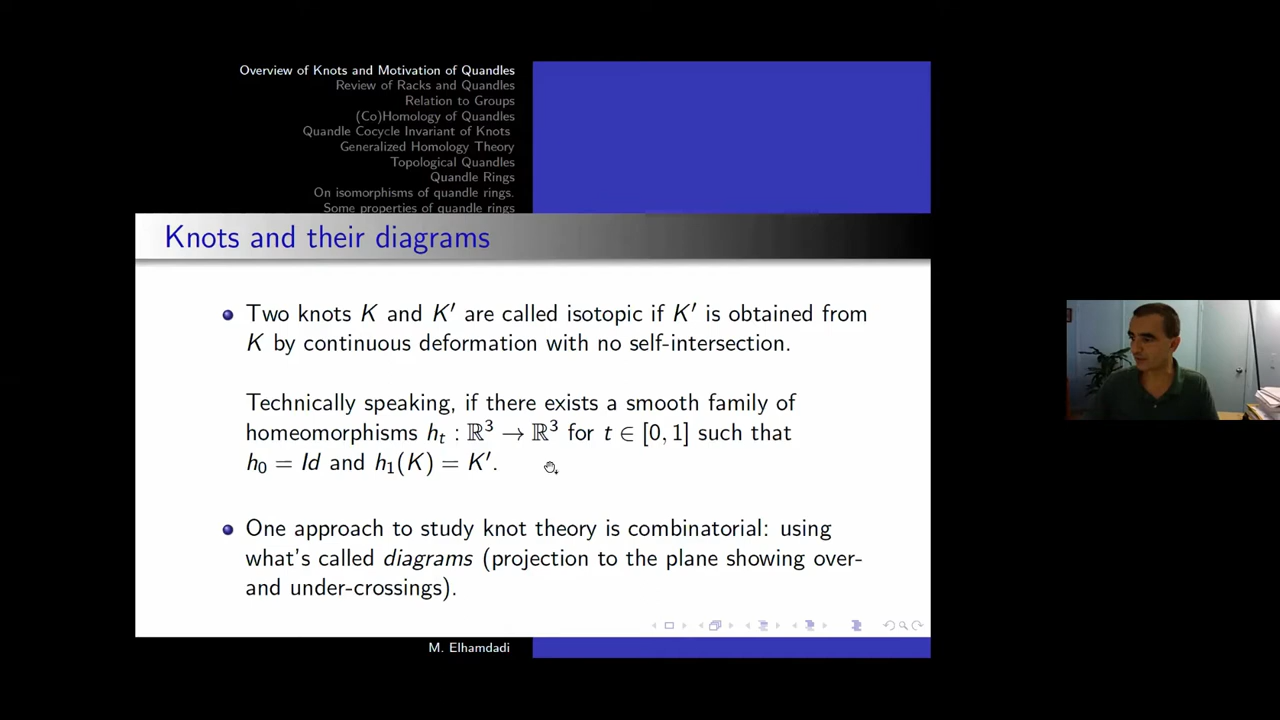 Overview of Knots and Motivation of Quandles
Review of Racks and Quandles
Relation to Groups
(Co)Homology of Quandles
Quandle Cocycle Invariant of Knots
Generalized Homology Theory
Topological Quandles
Quandle Rings
On isomorphisms of quandle rings.
Some properties of quandle rings
Knots and their diagrams
Two knots K and K′ are called isotopic if K′ is obtained from
K by continuous deformation with no self-intersection.
Technically speaking, if there exists a smooth family of
homeomorphisms hₜ : ℝ³ → ℝ³ for t ∈ [0, 1] such that
h₀ = Id and h₁(K) = K′.
One approach to study knot theory is combinatorial: using
what's called diagrams (projection to the plane showing over-
and under-crossings).
M. Elhamdadi